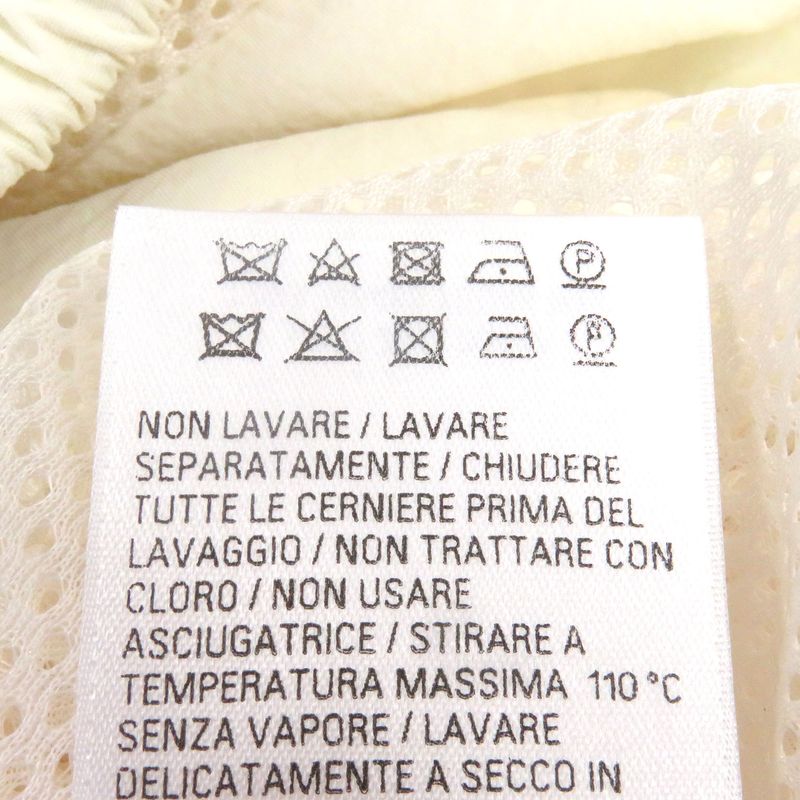 P
P
NON LAVARE / LAVARE
SEPARATAMENTE / CHIUDERE
TUTTE LE CERNIERE PRIMA DEL
LAVAGGIO / NON TRATTARE CON
CLORO / NON USARE
ASCIUGATRICE / STIRARE A
TEMPERATURA MASSIMA 110 °C
SENZA VAPORE / LAVARE
DELICATAMENTE A SECCO IN